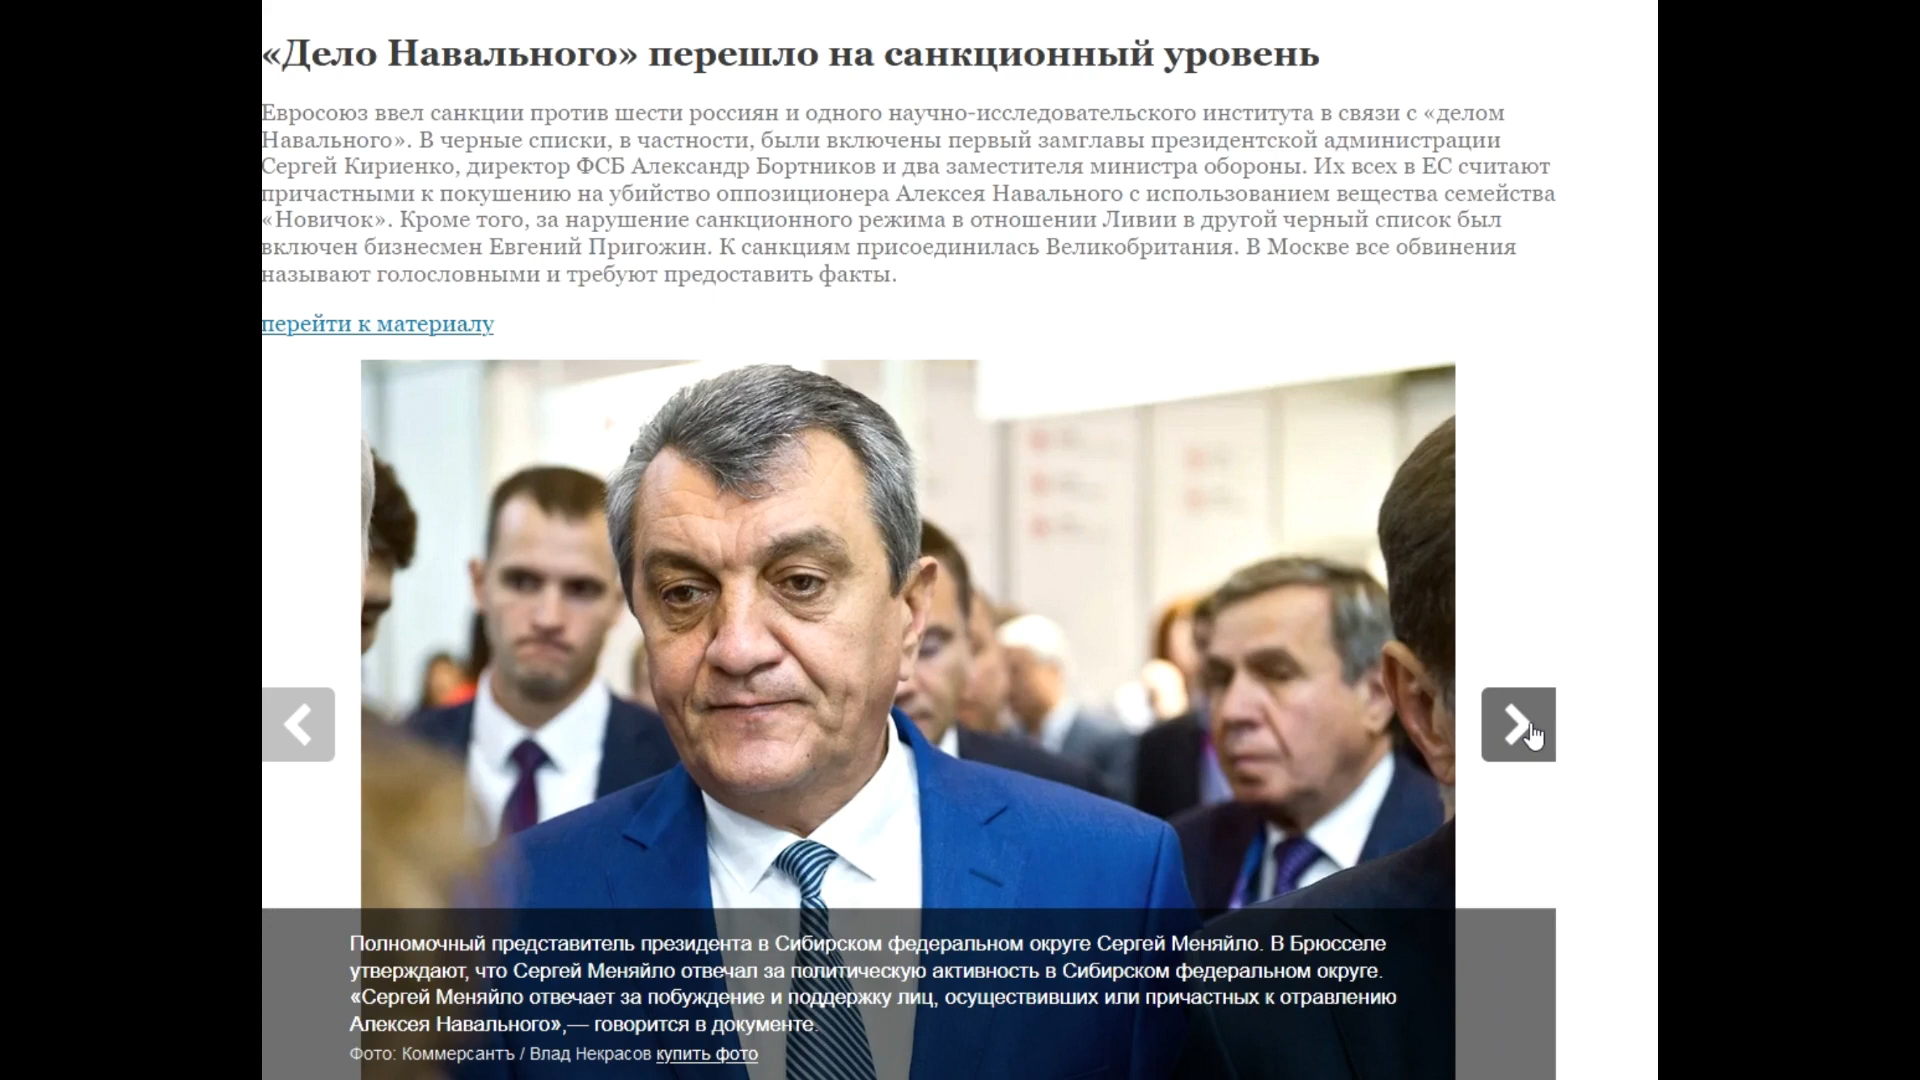 «Дело Навального» перешло на санкционный уровень
Евросоюз ввел санкции против шести россиян и одного научно-исследовательского института в связи с «делом
Навального». В черные списки, в частности, были включены первый замглавы президентской администрации
Сергей Кириенко, директор ФСБ Александр Бортников и два заместителя министра обороны. Их всех в ЕС считают
причастными к покушению на убийство оппозиционера Алексея Навального с использованием вещества семейства
«Новичок». Кроме того, за нарушение санкционного режима в отношении Ливии в другой черный список был
включен бизнесмен Евгений Пригожин. К санкциям присоединилась Великобритания. В Москве все обвинения
называют голословными и требуют предоставить факты.
перейти к материалу
Полномочный представитель президента в Сибирском федеральном округе Сергей Меняйло. В Брюсселе
утверждают, что Сергей Меняйло отвечал за политическую активность в Сибирском федеральном округе.
«Сергей Меняйло отвечает за побуждение и поддержку лиц, осуществивших или причастных к отравлению
Алексея Навального»,— говорится в документе.
Фото: Коммерсантъ / Влад Некрасов купить фото